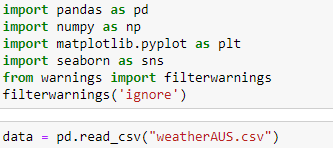 import pandas as pd
import numpy as np
import matplotlib.pyplot as plt
import seaborn as sns
from warnings import filterwarnings
filterwarnings('ignore')
data = pd.read_csv("weatherAUS.csv")